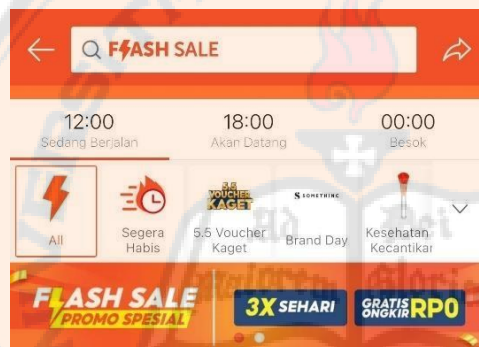 FLASH SALE
12:00 18:00 00:00
Sedang Berjalan Akan Datang Besok
5.5 VOUCHER KAGET
S SOMETHINC
All Segera Habis 5.5 Voucher Kaget Brand Day Kesehatan Kecantikan
FLASH SALE
PROMO SPESIAL
3X SEHARI
GRATIS ONGKIR RP0